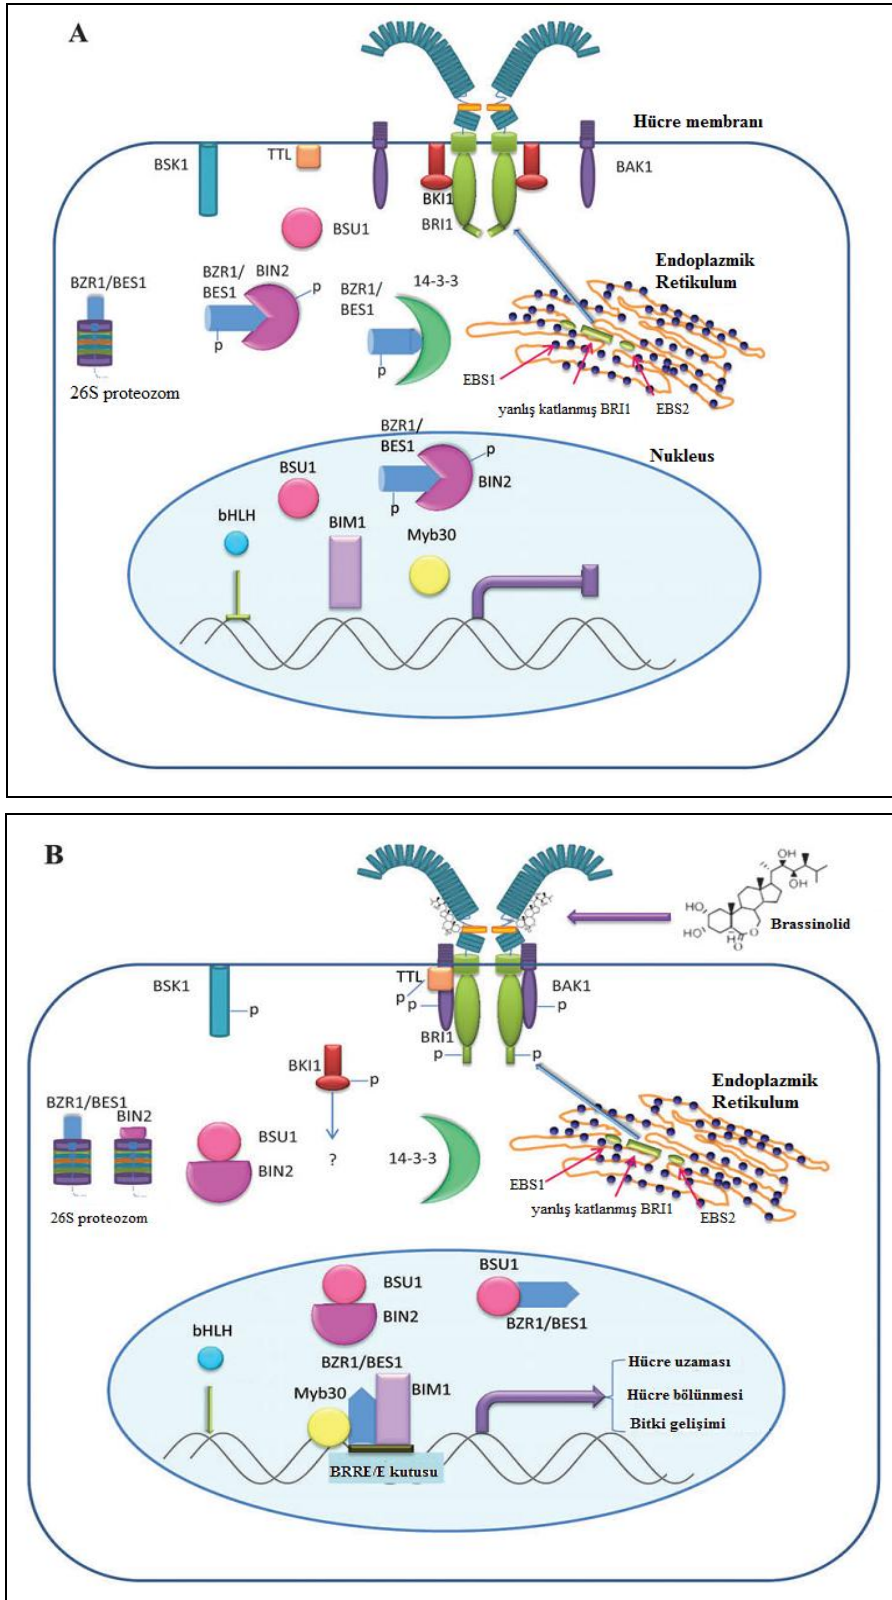 A
Hücre membranı
BSK1
TTL
BKI1
BAK1
BRI1
BSU1
Endoplazmik
Retikulum
BZR1/BES1
BZR1/
BES1
BIN2
p
p
BZR1/
BES1
14-3-3
p
26S proteozom
EBS1
yanlış katlanmış BRI1
EBS2
Nukleus
BZR1/
BES1
p
BIN2
p
BSU1
bHLH
BIM1
Myb30
B
OH
OH
HO
HO
H
O
O
Brassinolid
BSK1
p
TTL
p
p
BAK1
p
BRI1
p
p
BKI1
p
?
Endoplazmik
Retikulum
BZR1/BES1
BIN2
BSU1
BIN2
14-3-3
26S proteozom
EBS1
yanlış katlanmış BRI1
EBS2
BSU1
BIN2
BSU1
BZR1/BES1
bHLH
BZR1/BES1
Myb30
BIM1
Hücre uzaması
Hücre bölünmesi
Bitki gelişimi
BRRE/E kutusu